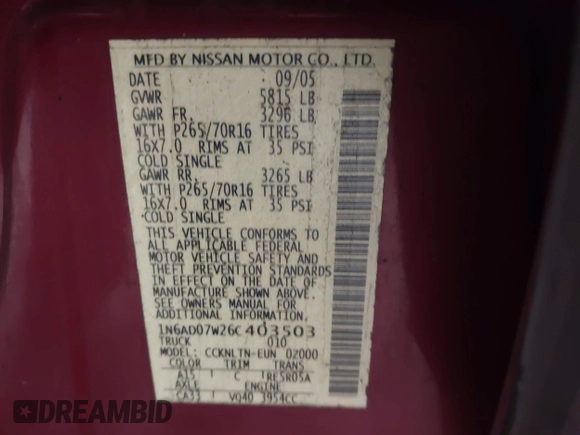 MFD BY NISSAN MOTOR CO., LTD.
DATE 09/05
GVWR 5815 LB
GAWR FR. 3296 LB
WITH P265/70R16 TIRES
16X7.0 RIMS AT 35 PSI
COLD SINGLE
GAWR RR. 3265 LB
WITH P265/70R16 TIRES
16X7.0 RIMS AT 35 PSI
COLD SINGLE
THIS VEHICLE CONFORMS TO
ALL APPLICABLE FEDERAL
MOTOR VEHICLE SAFETY AND
THEFT PREVENTION STANDARDS
IN EFFECT ON THE DATE OF
MANUFACTURE SHOWN ABOVE.
SEE OWNERS MANUAL FOR
ADDITIONAL INFORMATION.
1N6AD07W26C403503
TRUCK 010
MODEL: CCKNLTN-EUN 02000
COLOR TRIM TRANS
A15 C RE5R05A
AXLE ENGINE
CA33 VQ40 3954CC
DREAMBID